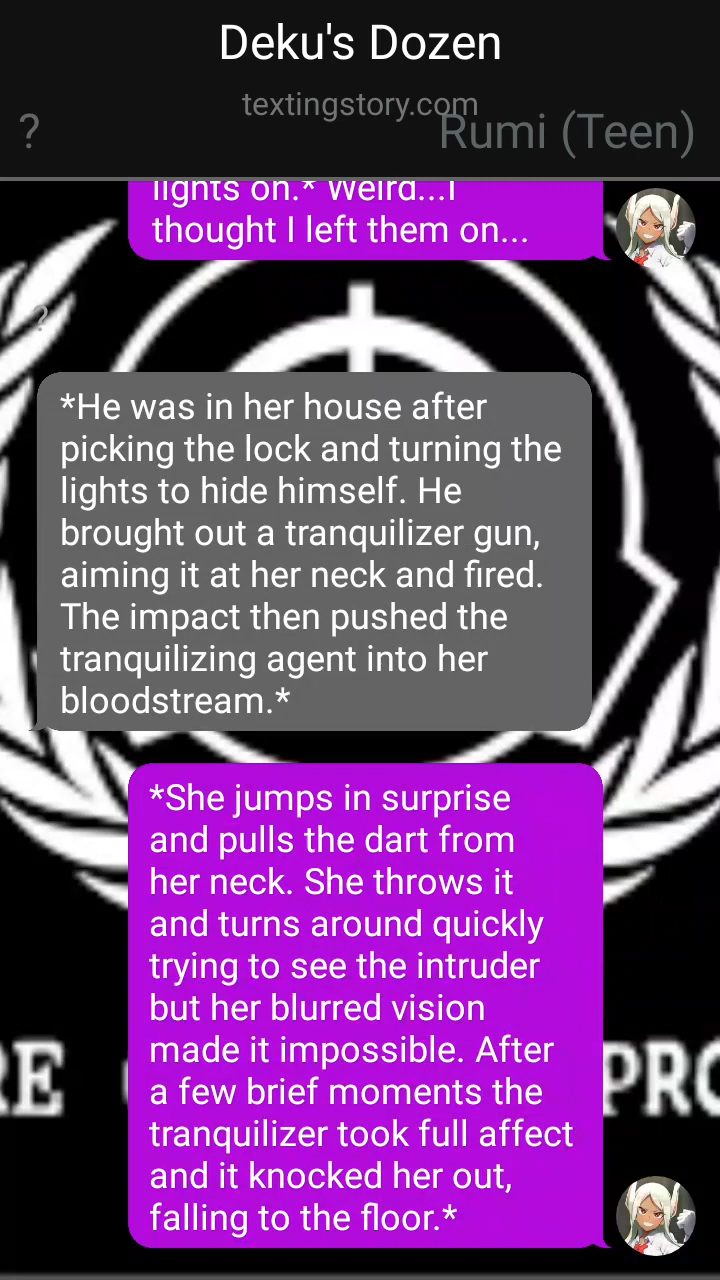 Deku's Dozen
textingstory.com
? Rumi (Teen)
lights on.* Weird...I
thought I left them on...
?
*He was in her house after
picking the lock and turning the
lights to hide himself. He
brought out a tranquilizer gun,
aiming it at her neck and fired.
The impact then pushed the
tranquilizing agent into her
bloodstream.*
*She jumps in surprise
and pulls the dart from
her neck. She throws it
and turns around quickly
trying to see the intruder
but her blurred vision
made it impossible. After
a few brief moments the
tranquilizer took full affect
and it knocked her out,
falling to the floor.*
RE
PRO